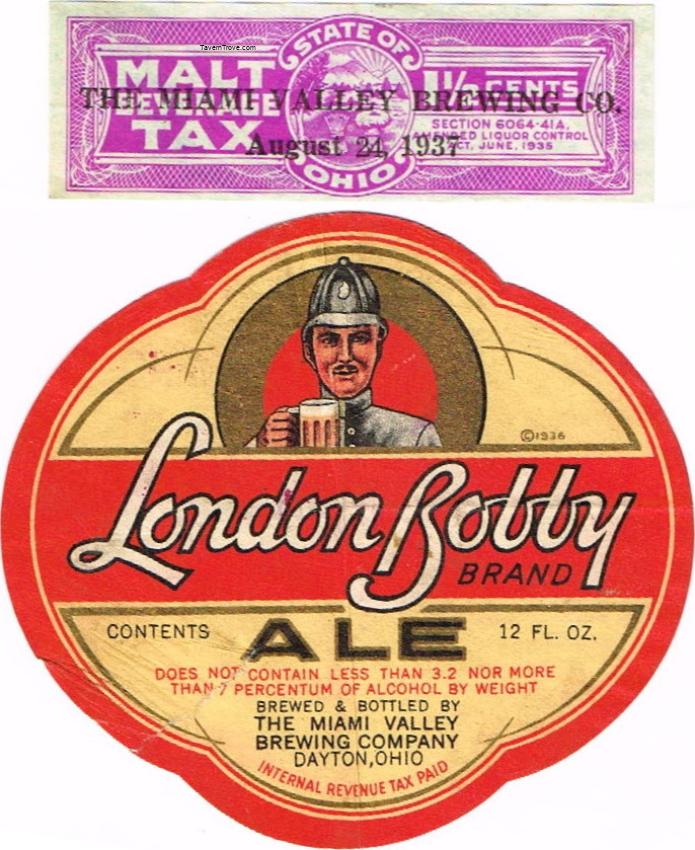 TavernTrove.com
STATE OF
MALT
BEVERAGE
TAX
1½ CENTS
SECTION 6064-41A,
AMENDED LIQUOR CONTROL
ACT, JUNE, 1935
OHIO
THE MIAMI VALLEY BREWING CO.
August 24, 1937
©1936
London Bobby
BRAND
CONTENTS
ALE
12 FL. OZ.
DOES NOT CONTAIN LESS THAN 3.2 NOR MORE
THAN 7 PERCENTUM OF ALCOHOL BY WEIGHT
BREWED & BOTTLED BY
THE MIAMI VALLEY
BREWING COMPANY
DAYTON, OHIO
INTERNAL REVENUE TAX PAID